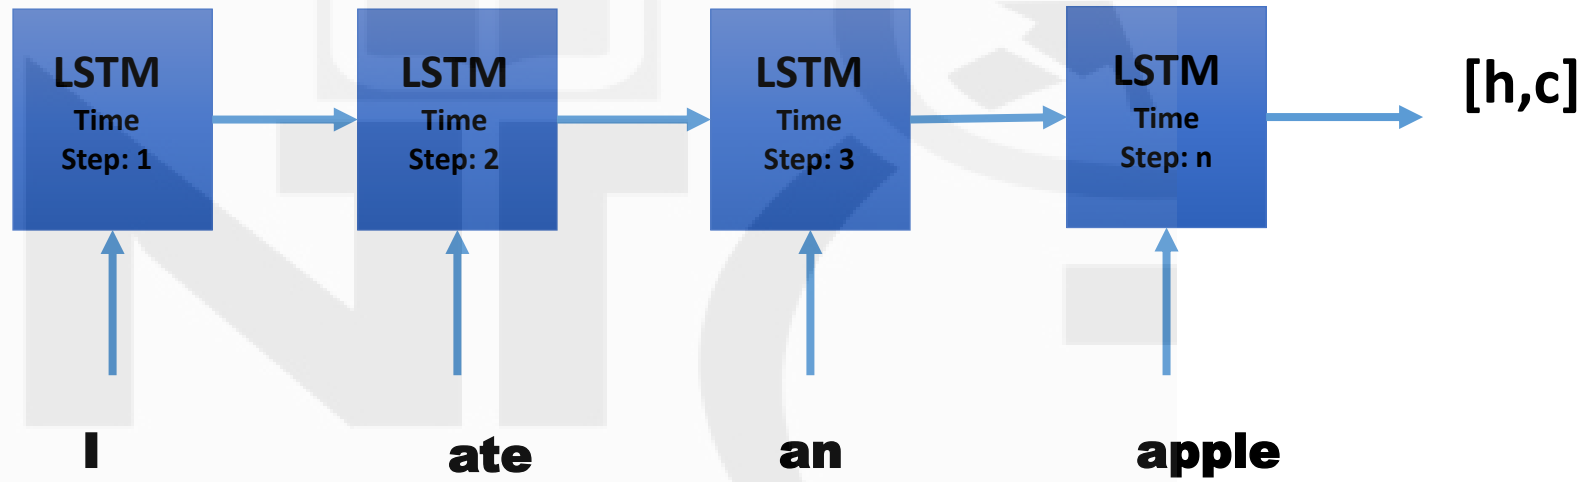 LSTM
Time
Step: 1
LSTM
Time
Step: 2
LSTM
Time
Step: 3
LSTM
Time
Step: n
[h,c]
I
ate
an
apple